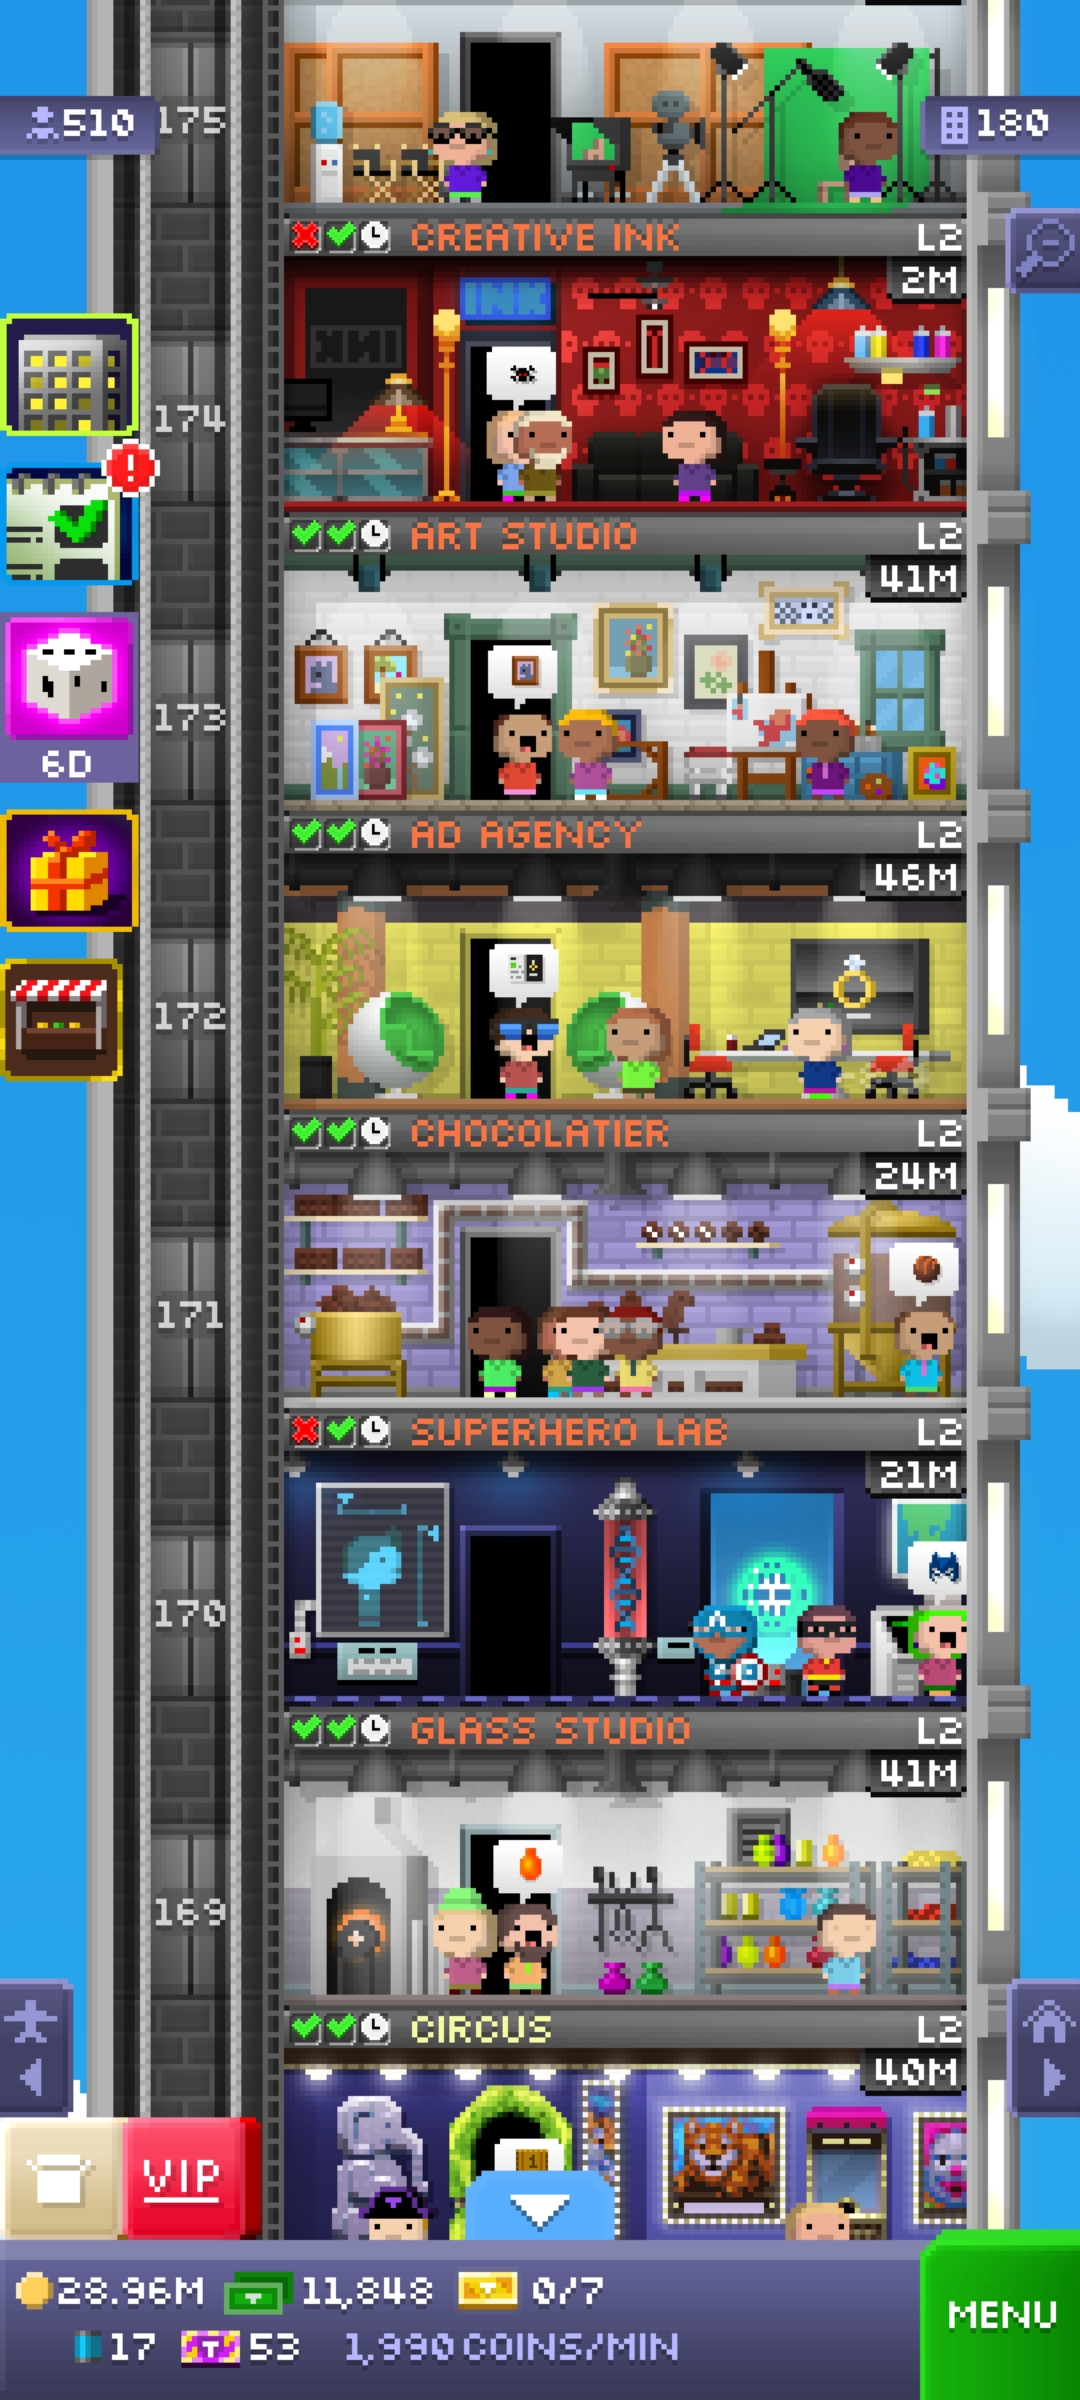 510
175
180
CREATIVE INK L2
2M
INK
174
ART STUDIO L2
41M
173
6D
AD AGENCY L2
46M
172
CHOCOLATIER L2
24M
171
SUPERHERO LAB L2
21M
170
GLASS STUDIO L2
41M
169
CIRCUS L2
40M
VIP
28.96M 11,848 0/7
MENU
17 53 1,990 COINS/MIN